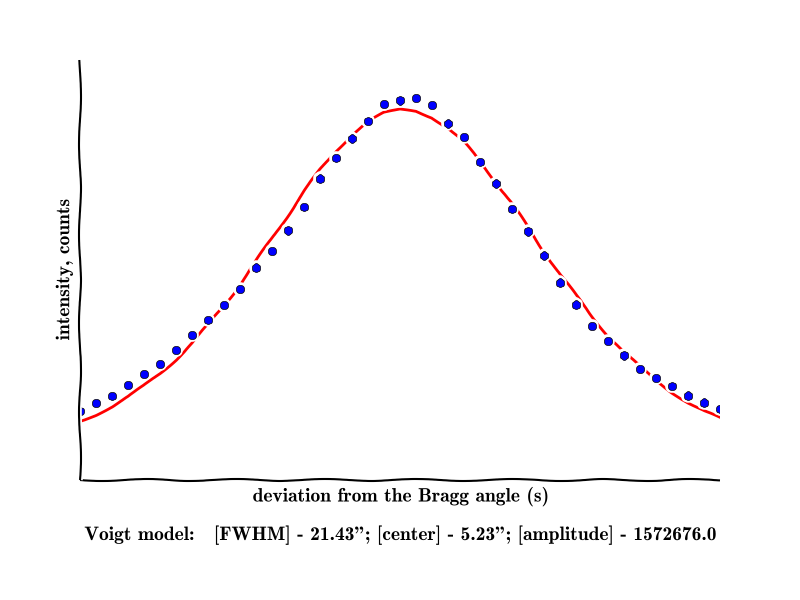 intensity, counts
deviation from the Bragg angle (s)
Voigt model: [FWHM] - 21.43”; [center] - 5.23”; [amplitude] - 1572676.0